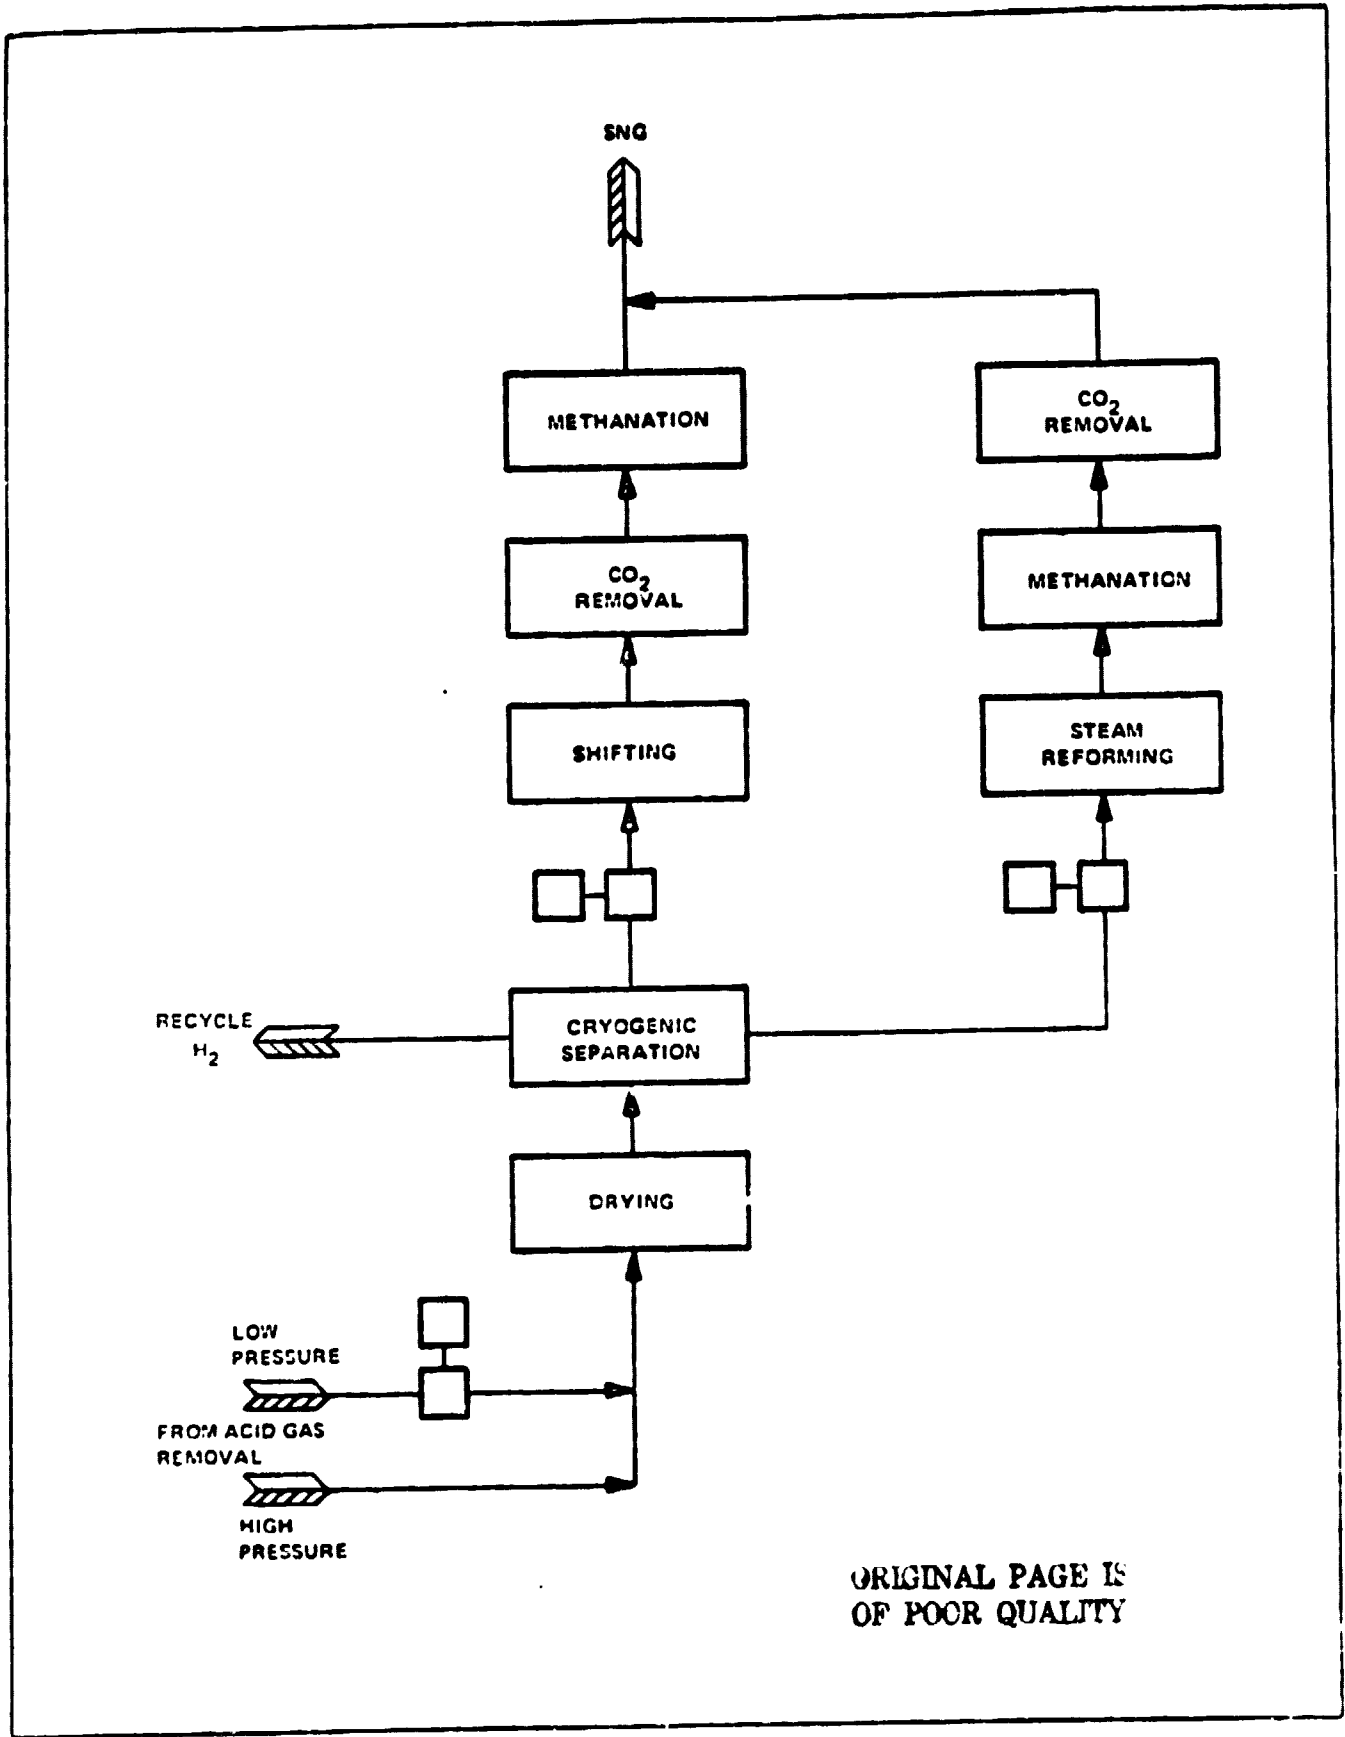 SNG
METHANATION
CO2
REMOVAL
CO2
REMOVAL
METHANATION
SHIFTING
STEAM
REFORMING
RECYCLE
H2
CRYOGENIC
SEPARATION
DRYING
LOW
PRESSURE
FROM ACID GAS
REMOVAL
HIGH
PRESSURE
ORIGINAL PAGE IS
OF POOR QUALITY